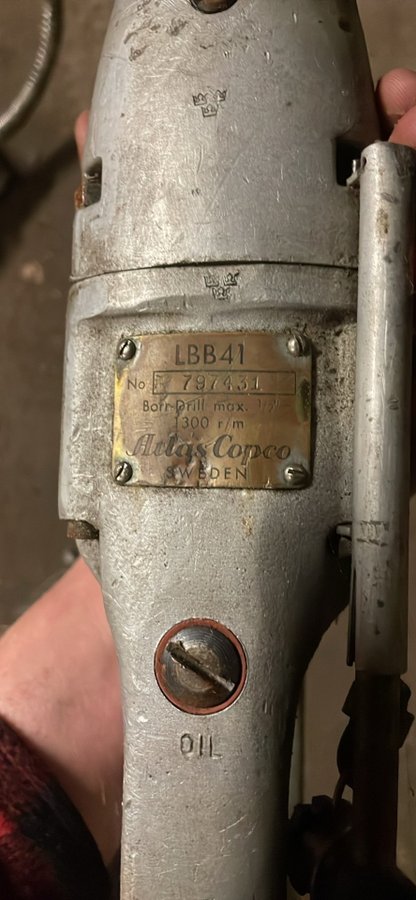 LBB41
No. 797431
Borr-Drill max.
1300 r/m
Atlas Copco
SWEDEN
OIL